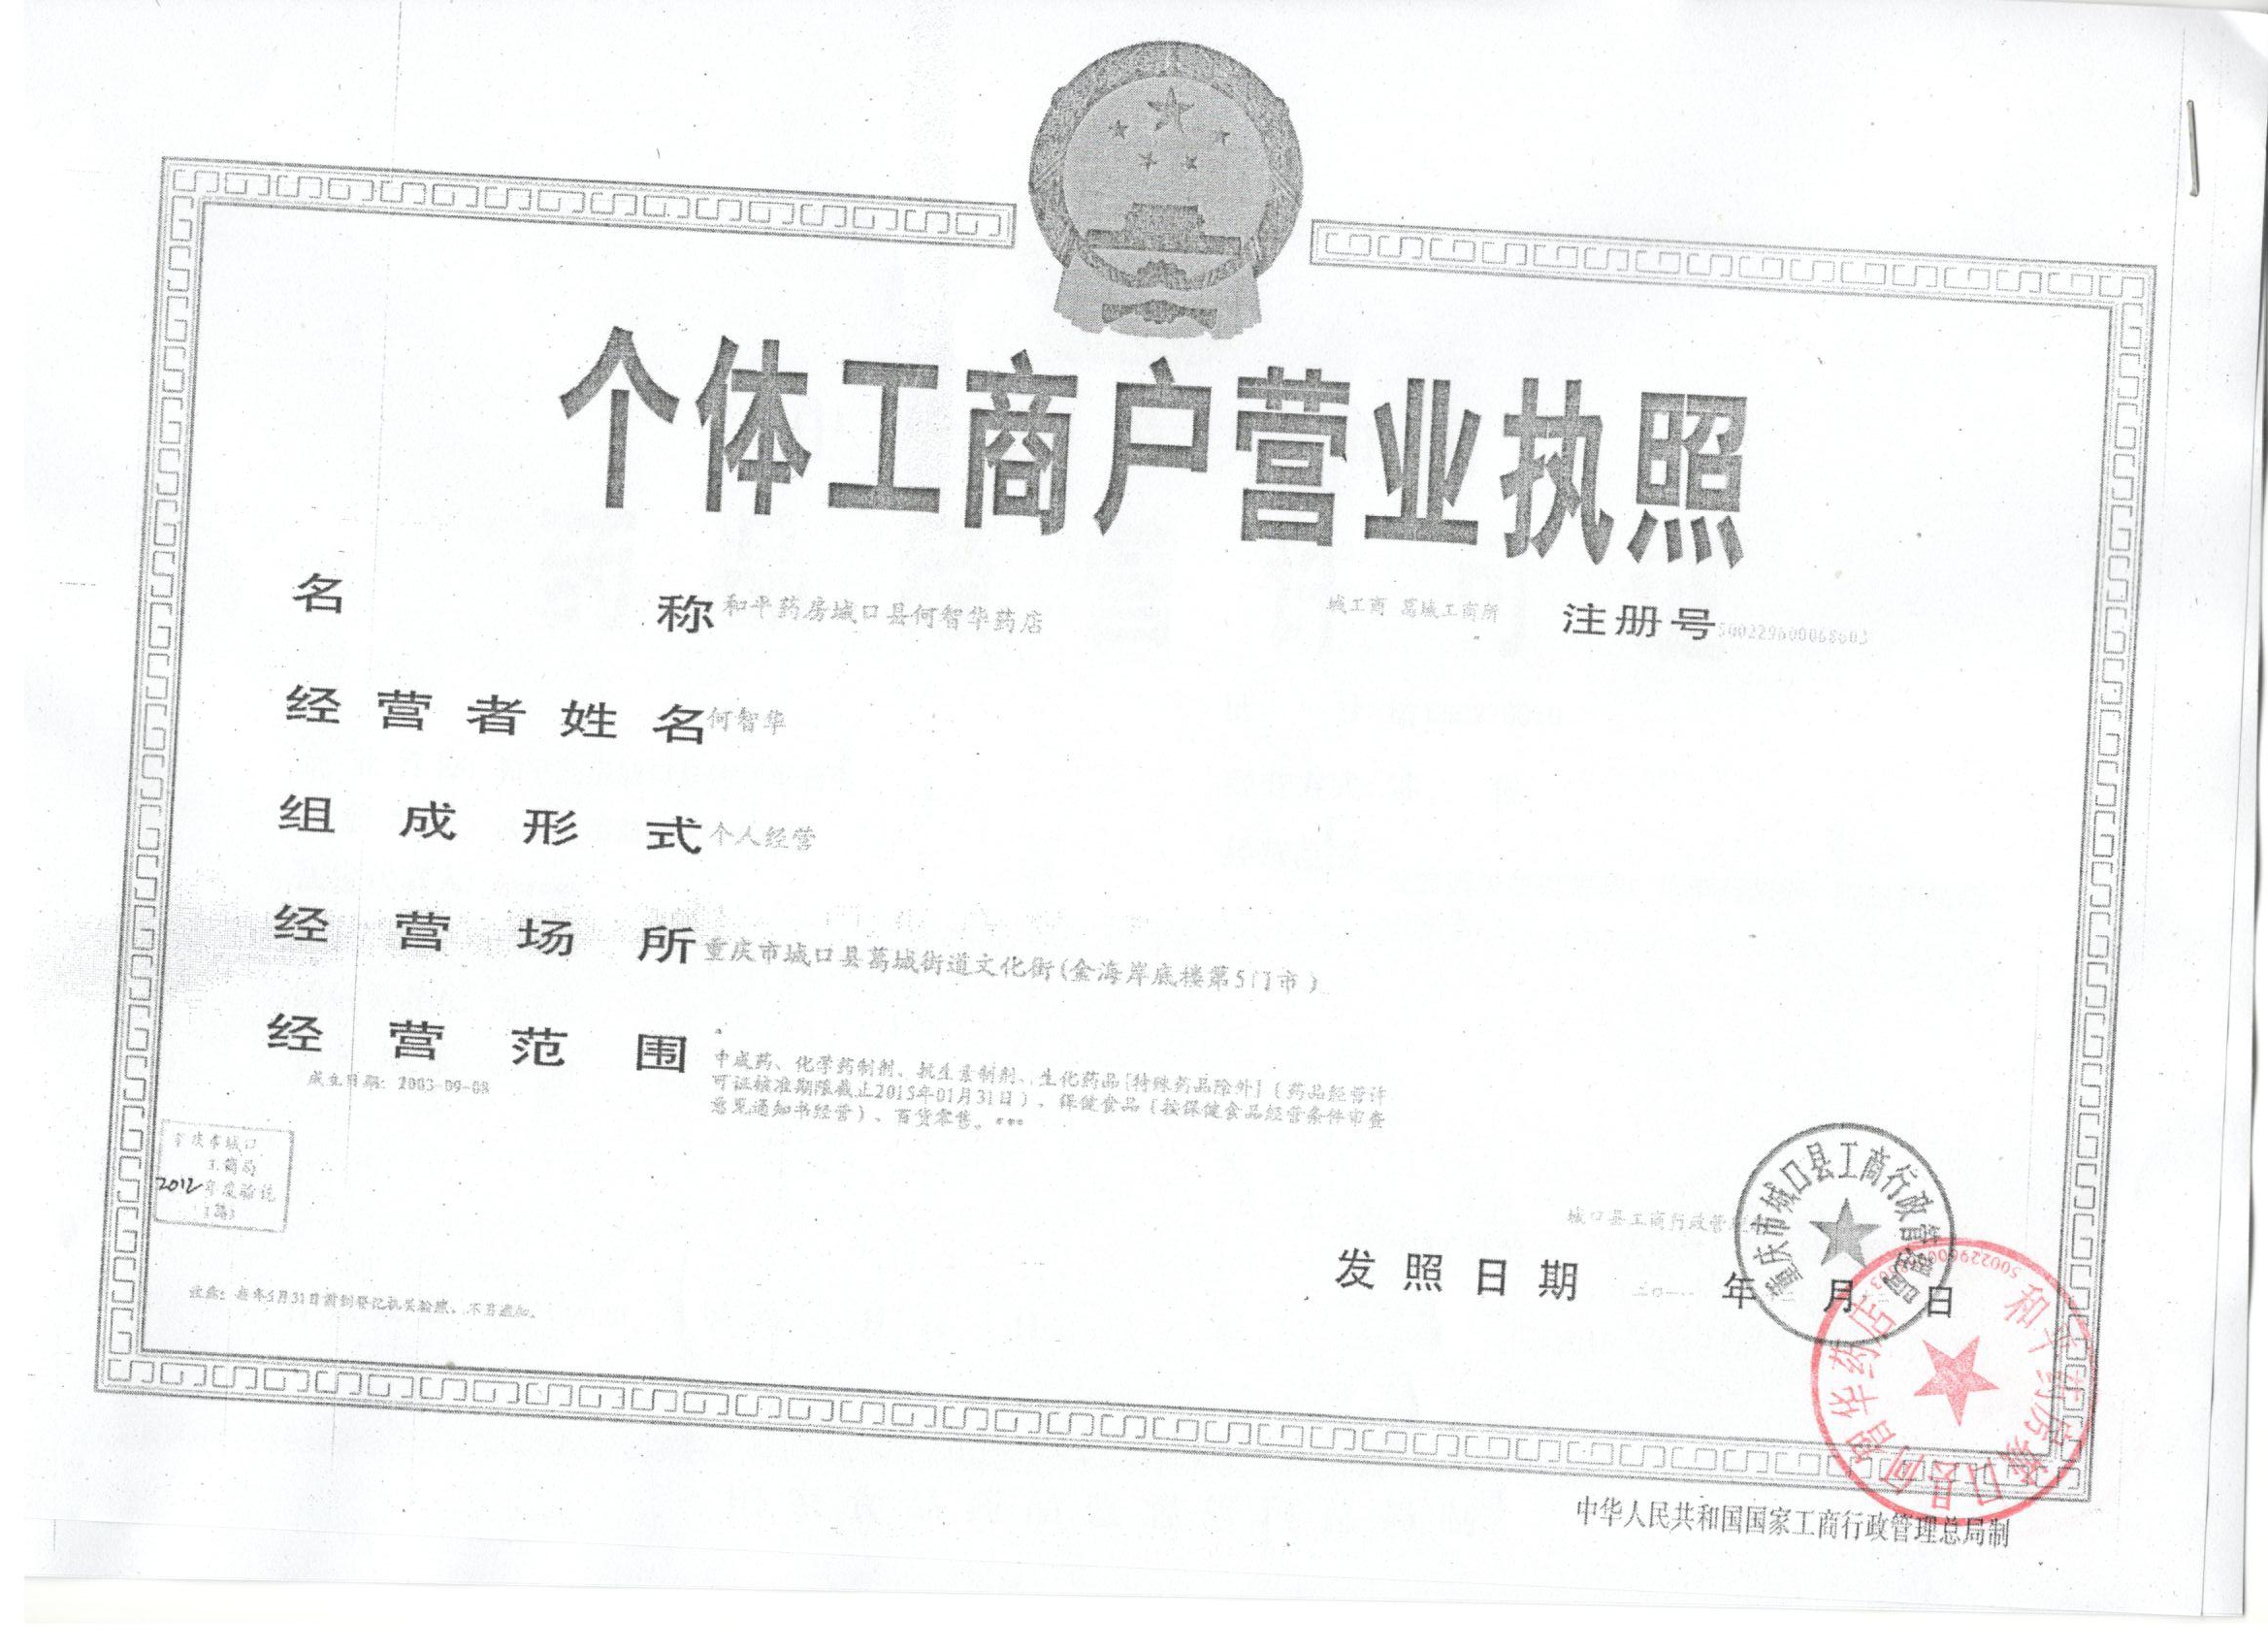 个体工商户营业执照
名称 和平药房城口县何智华药店 城工商 葛城工商所 注册号 500229600068603
经营者姓名 何智华
组成形式 个人经营
经营场所 重庆市城口县葛城街道文化街(金海岸底楼第5门市)
经营范围 中成药、化学药制剂、抗生素制剂、生化药品[特殊药品除外](药品经营许
可证核准期限截止2015年01月31日)、保健食品(按保健食品经营条件审查
意见通知书经营)、百货零售。***
成立日期: 2003-09-08
重庆市城口
工商局
2012年度验讫
城口县工商行政管理
重庆市城口县工商行政管理局
发照日期 二〇一 年 月 日
注意: 每年5月31日前到登记机关验照, 不另通知。
和平药房城口县何智华药店
中华人民共和国国家工商行政管理总局制